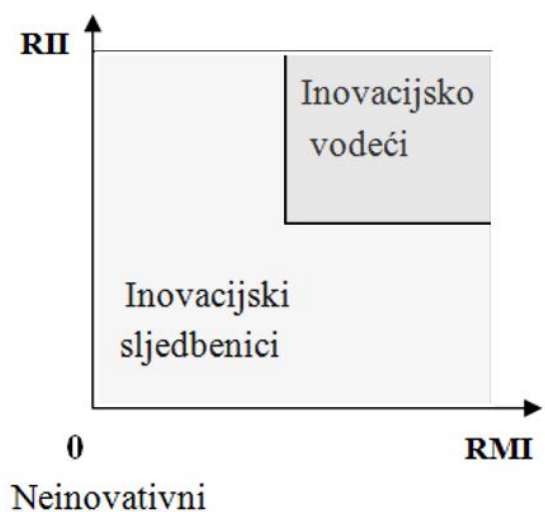 RII
Inovacijsko
vodeći
Inovacijski
sljedbenici
0
RMI
Neinovativni